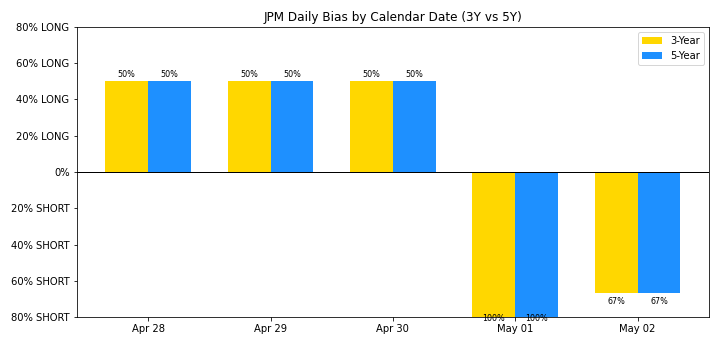 JPM Daily Bias by Calendar Date (3Y vs 5Y)
80% LONG
60% LONG
40% LONG
20% LONG
0%
20% SHORT
40% SHORT
60% SHORT
80% SHORT
3-Year
5-Year
50% 50% 50% 50% 50% 50%
67% 67%
100% 100%
Apr 28 Apr 29 Apr 30 May 01 May 02